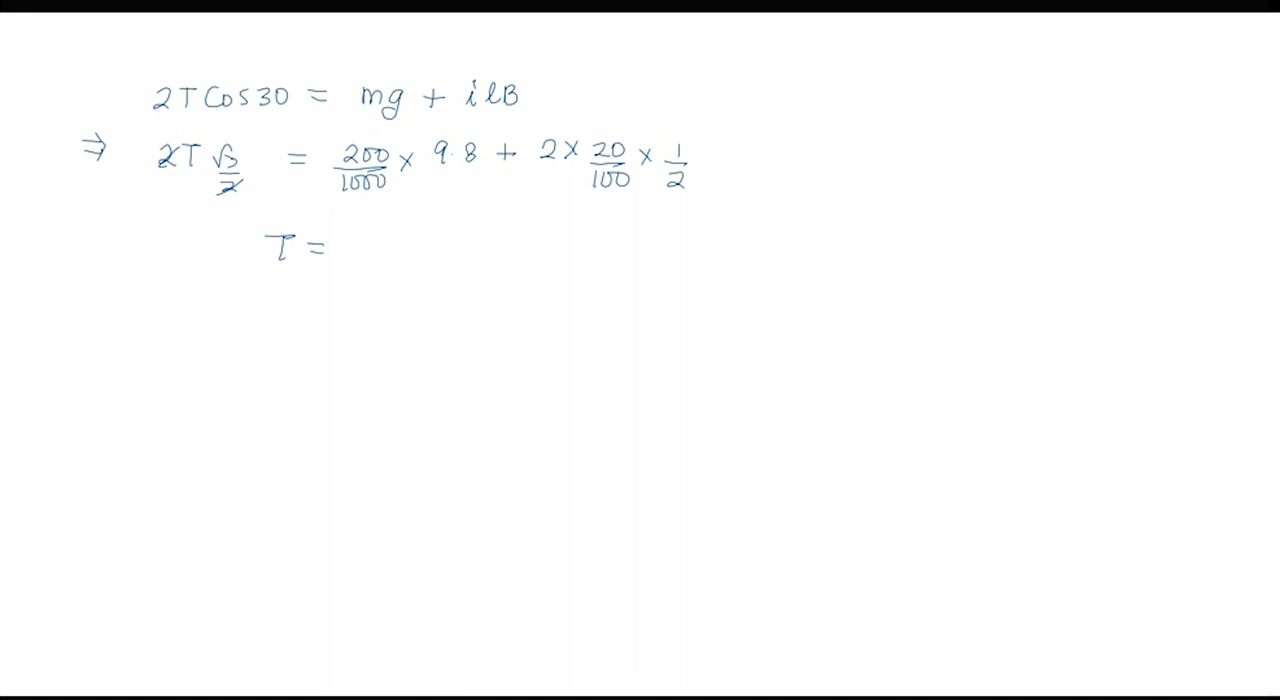 2T Cos30 = mg + ilB
⇒ 2T √3/2 = 200/1000 × 9.8 + 2 × 20/100 × 1/2
T =